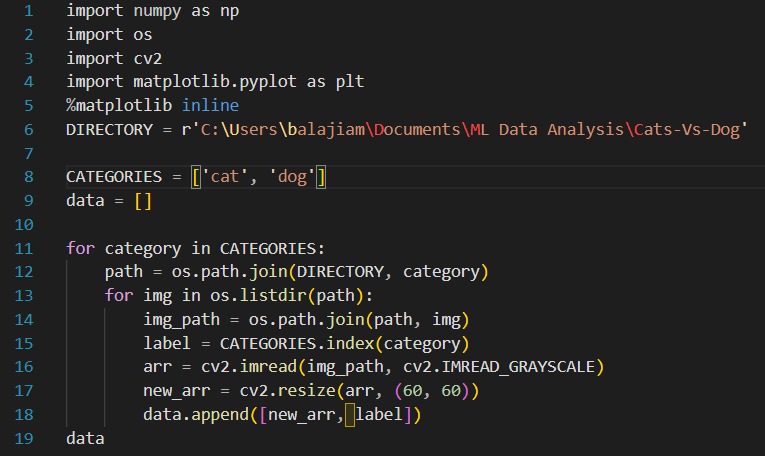 1 import numpy as np
2 import os
3 import cv2
4 import matplotlib.pyplot as plt
5 %matplotlib inline
6 DIRECTORY = r'C:\Users\balajiam\Documents\ML Data Analysis\Cats-Vs-Dog'
7
8 CATEGORIES = ['cat', 'dog']
9 data = []
10
11 for category in CATEGORIES:
12     path = os.path.join(DIRECTORY, category)
13     for img in os.listdir(path):
14         img_path = os.path.join(path, img)
15         label = CATEGORIES.index(category)
16         arr = cv2.imread(img_path, cv2.IMREAD_GRAYSCALE)
17         new_arr = cv2.resize(arr, (60, 60))
18         data.append([new_arr, label])
19 data